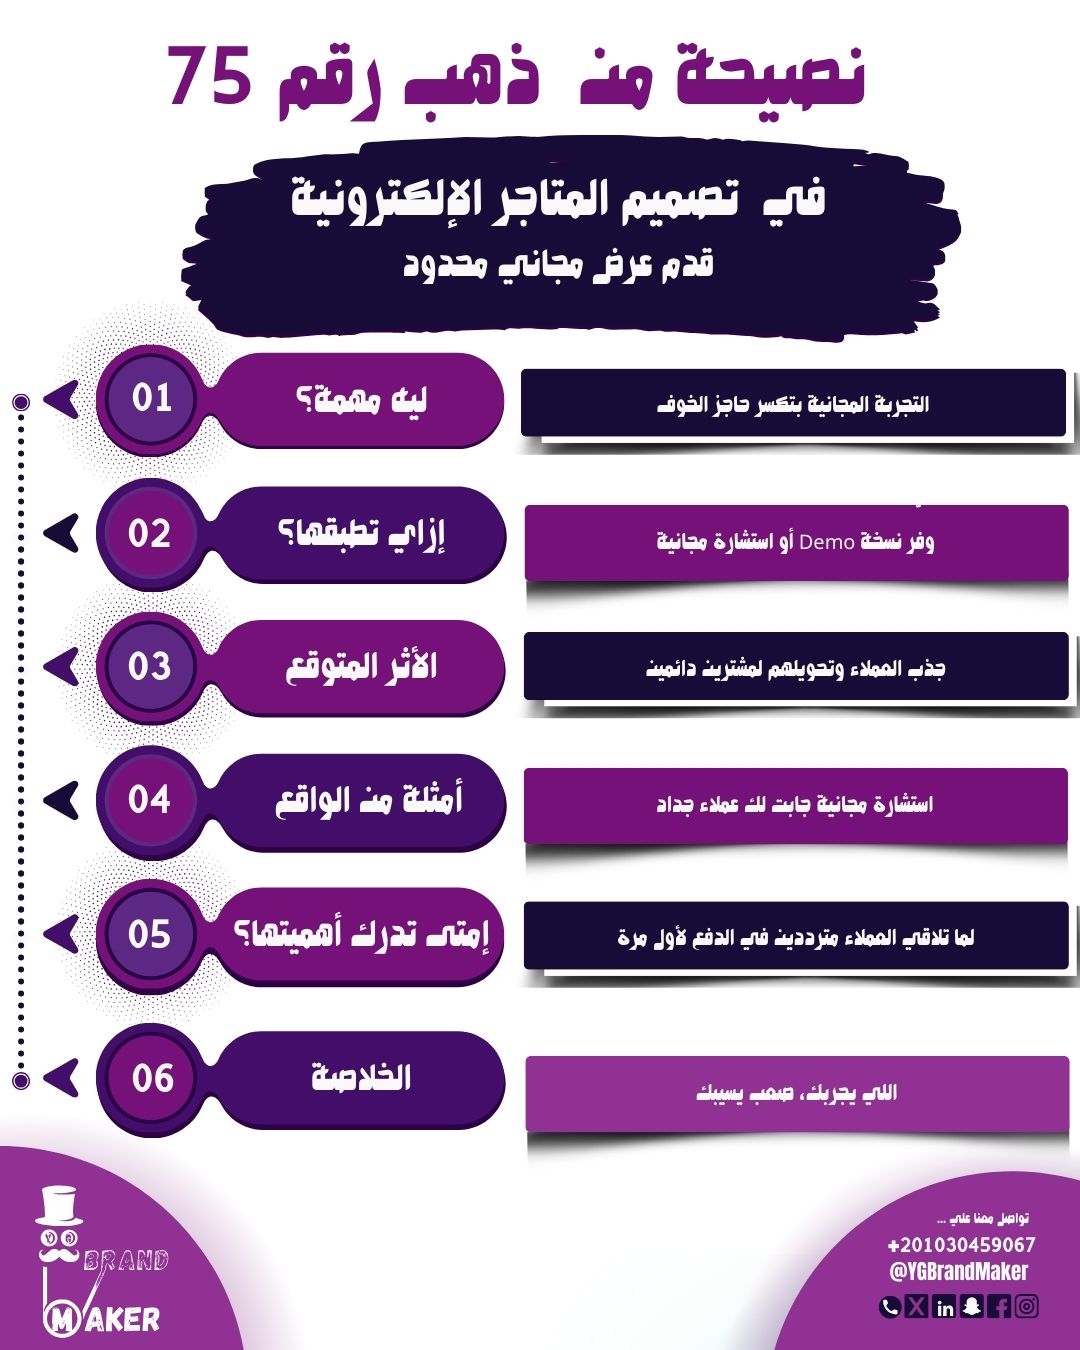 نصيحة من ذهب رقم 75
في تصميم المتاجر الإلكترونية
قدم عرض مجاني محدود
01
ليه مهمة؟
التجربة المجانية بتكسر حاجز الخوف
02
إزاي تطبقها؟
وفر نسخة Demo أو استشارة مجانية
03
الأثر المتوقع
جذب العملاء وتحويلهم لمشترين دائمين
04
أمثلة من الواقع
استشارة مجانية جابت لك عملاء جداد
05
إمتى تدرك أهميتها؟
لما تلاقي العملاء مترددين في الدفع لأول مرة
06
الخلاصة
اللي يجربك، صعب يسيبك
YG
BRAND
MAKER
تواصل معنا علي ...
+201030459067
@YGBrandMaker